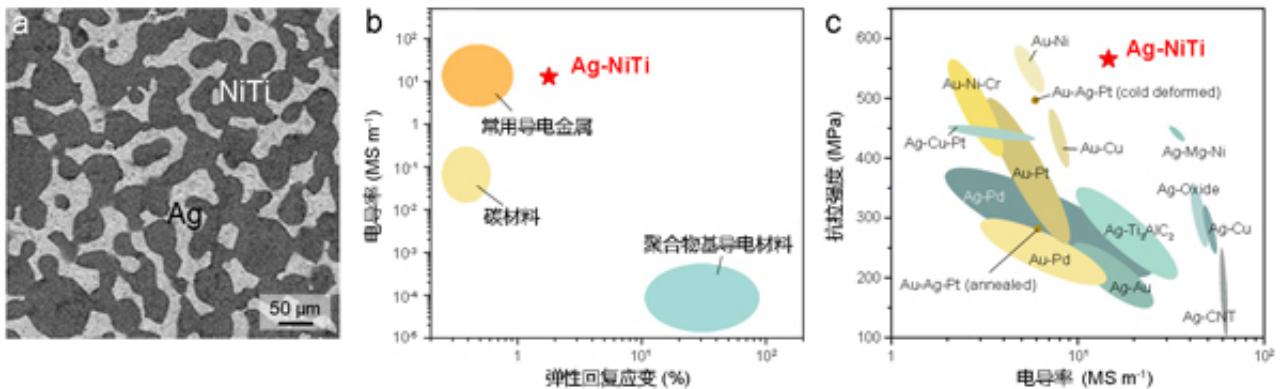 a
NiTi
Ag
50 μm
b
电导率 (MS m⁻¹)
10⁵
10²
10¹
1
10⁻¹
10⁻²
10⁻³
10⁻⁴
10⁻⁵
Ag-NiTi
常用导电金属
碳材料
聚合物基导电材料
1
10¹
10²
弹性回复应变 (%)
c
抗拉强度 (MPa)
600
500
400
300
200
100
Au-Ni
Ag-NiTi
Au-Ni-Cr
Au-Ag-Pt (cold deformed)
Ag-Cu-Pt
Au-Cu
Ag-Mg-Ni
Au-Pt
Ag-Pd
Ag-Oxide
Ag-Ti₃AlC₂
Ag-Cu
Au-Pd
Au-Ag-Pt (annealed)
Ag-Au
Ag-CNT
1
10¹
10²
电导率 (MS m⁻¹)